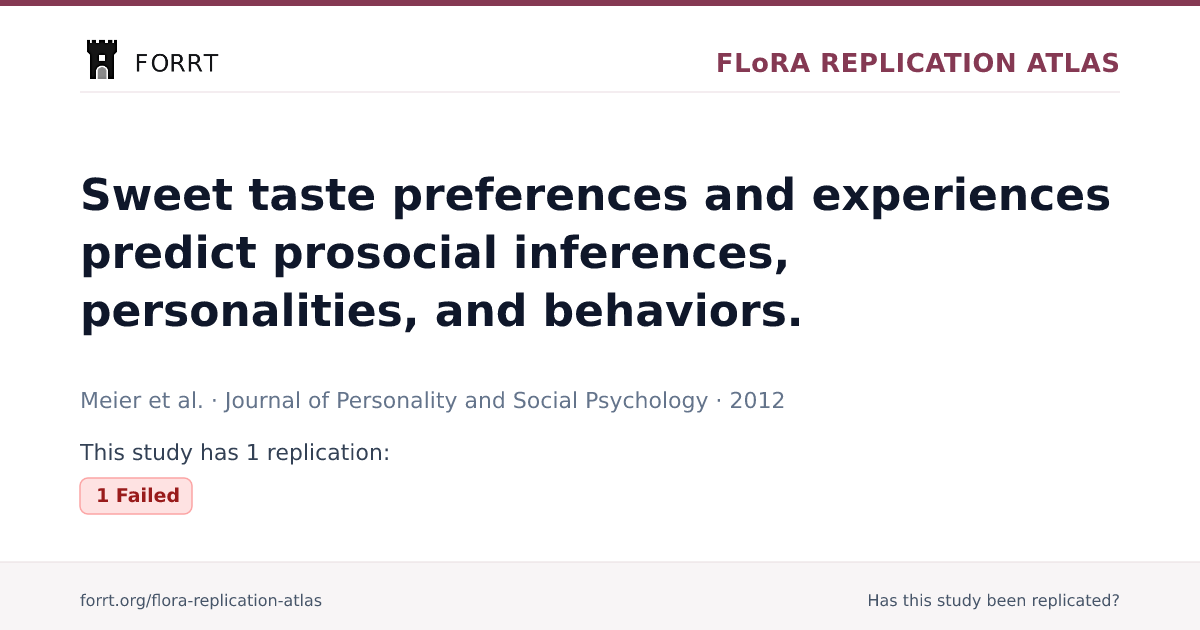 FORRT
FLoRA REPLICATION ATLAS
Sweet taste preferences and experiences
predict prosocial inferences,
personalities, and behaviors.
Meier et al. · Journal of Personality and Social Psychology · 2012
This study has 1 replication:
1 Failed
forrt.org/flora-replication-atlas
Has this study been replicated?